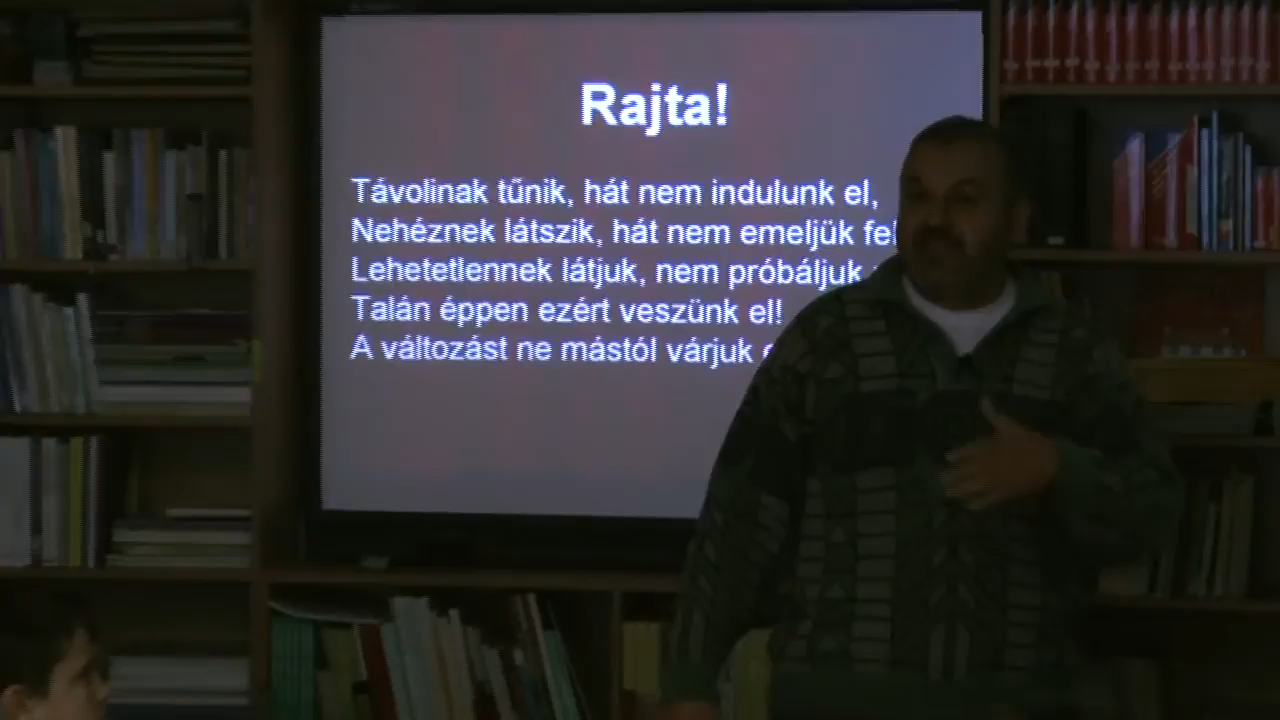 Rajta!
Távolinak tűnik, hát nem indulunk el,
Nehéznek látszik, hát nem emeljük fel
Lehetetlennek látjuk, nem próbáljuk
Talán éppen ezért veszünk el!
A változást ne mástól várjuk